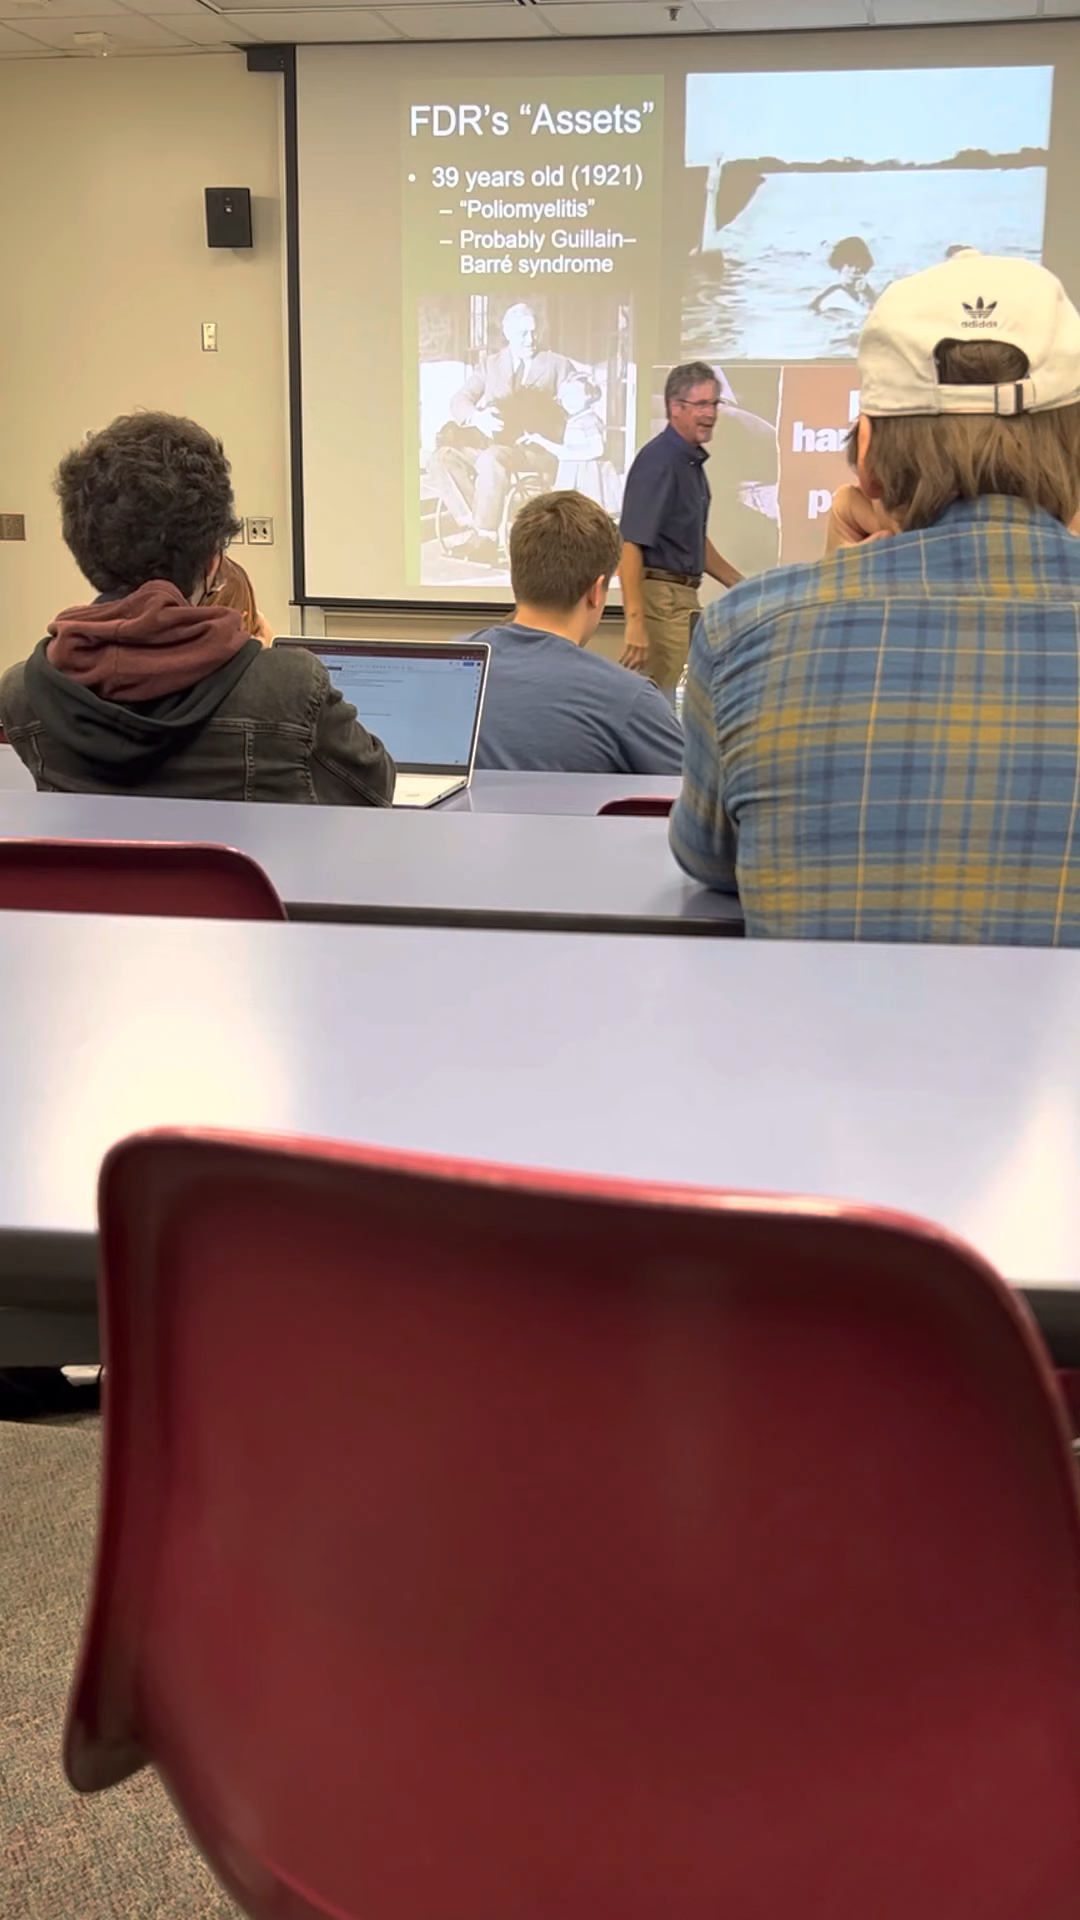 FDR's “Assets”
• 39 years old (1921)
– “Poliomyelitis”
– Probably Guillain–
Barré syndrome
adidas